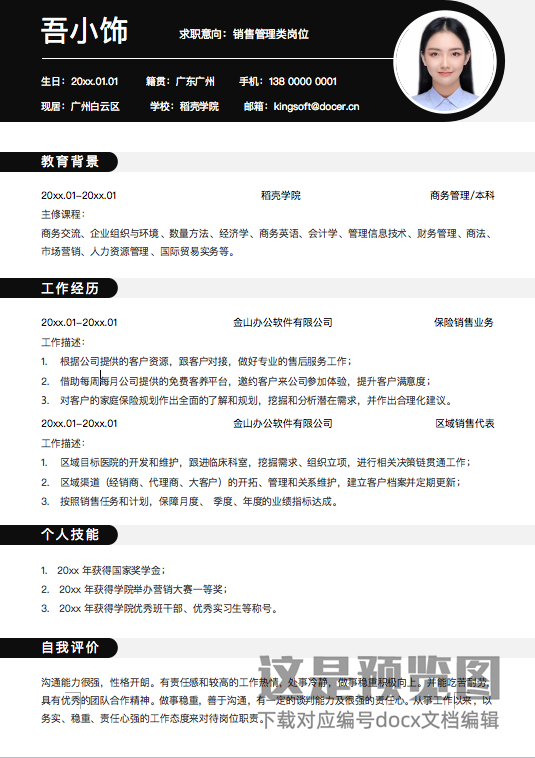 吾小饰
求职意向：销售管理类岗位
生日：20xx.01.01 籍贯：广东广州 手机：138 0000 0001
现居：广州白云区 学校：稻壳学院 邮箱：kingsoft@docer.cn
教育背景
20xx.01-20xx.01 稻壳学院 商务管理/本科
主修课程：
商务交流、企业组织与环境、数量方法、经济学、商务英语、会计学、管理信息技术、财务管理、商法、
市场营销、人力资源管理、国际贸易实务等。
工作经历
20xx.01-20xx.01 金山办公软件有限公司 保险销售业务
工作描述：
1. 根据公司提供的客户资源，跟客户对接，做好专业的售后服务工作；
2. 借助每周每月公司提供的免费客养平台，邀约客户来公司参加体验，提升客户满意度；
3. 对客户的家庭保险规划作出全面的了解和规划，挖掘和分析潜在需求，并作出合理化建议。
20xx.01-20xx.01 金山办公软件有限公司 区域销售代表
工作描述：
1. 区域目标医院的开发和维护，跟进临床科室，挖掘需求、组织立项，进行相关决策链贯通工作；
2. 区域渠道（经销商、代理商、大客户）的开拓、管理和关系维护，建立客户档案并定期更新；
3. 按照销售任务和计划，保障月度、 季度、年度的业绩指标达成。
个人技能
1. 20xx 年获得国家奖学金；
2. 20xx 年获得学院举办营销大赛一等奖；
3. 20xx 年获得学院优秀班干部、优秀实习生等称号。
自我评价
沟通能力很强，性格开朗。有责任感和较高的工作热情，处事冷静，做事稳重积极向上。并能吃苦耐劳，
具有优秀的团队合作精神。做事稳重，善于沟通，有一定的谈判能力及很强的责任心。从事工作以来，以
务实、稳重、责任心强的工作态度来对待岗位职责。
这是预览图
下载对应编号docx文档编辑